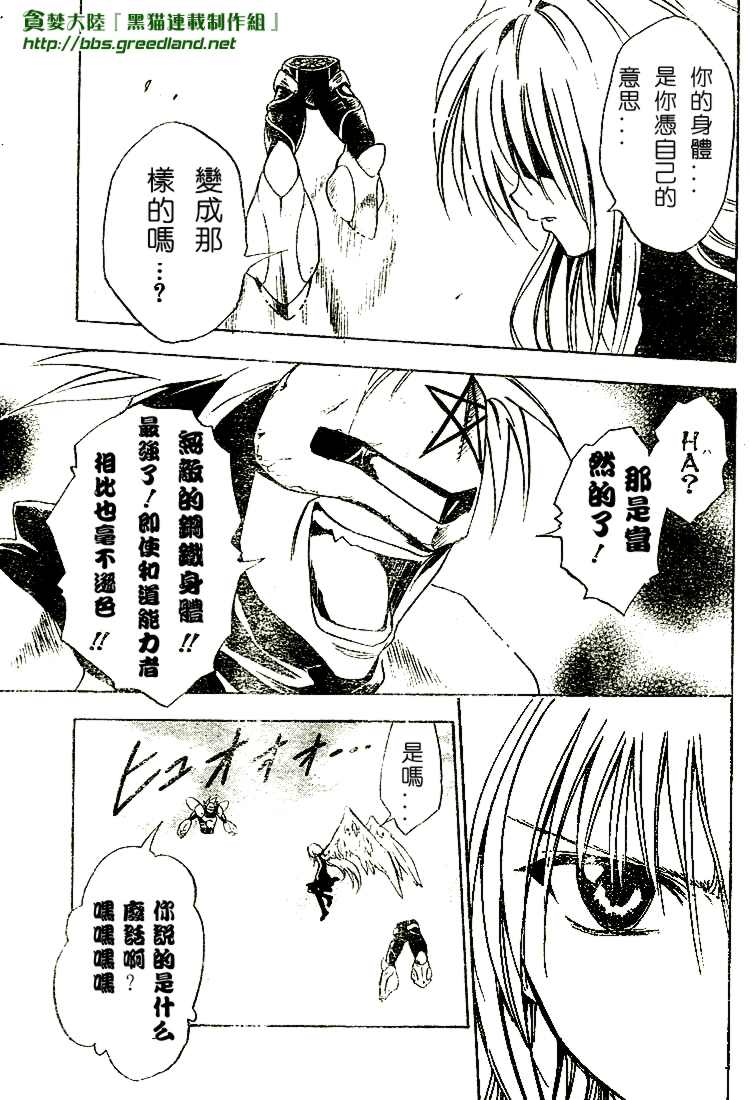 貪婪大陸『黑猫連載制作組』
http://bbs.greedland.net
你的身體…
是你憑自己的
意思…
變成那
樣的嗎
…?
HA?
那是當
然的了!
無敵的鋼鐵身體!!
最強了!即使和道能力者
相比也毫不遜色!!
ヒュオオオ…
是嗎…
你說的是什么
廢話啊?
嘿嘿嘿嘿